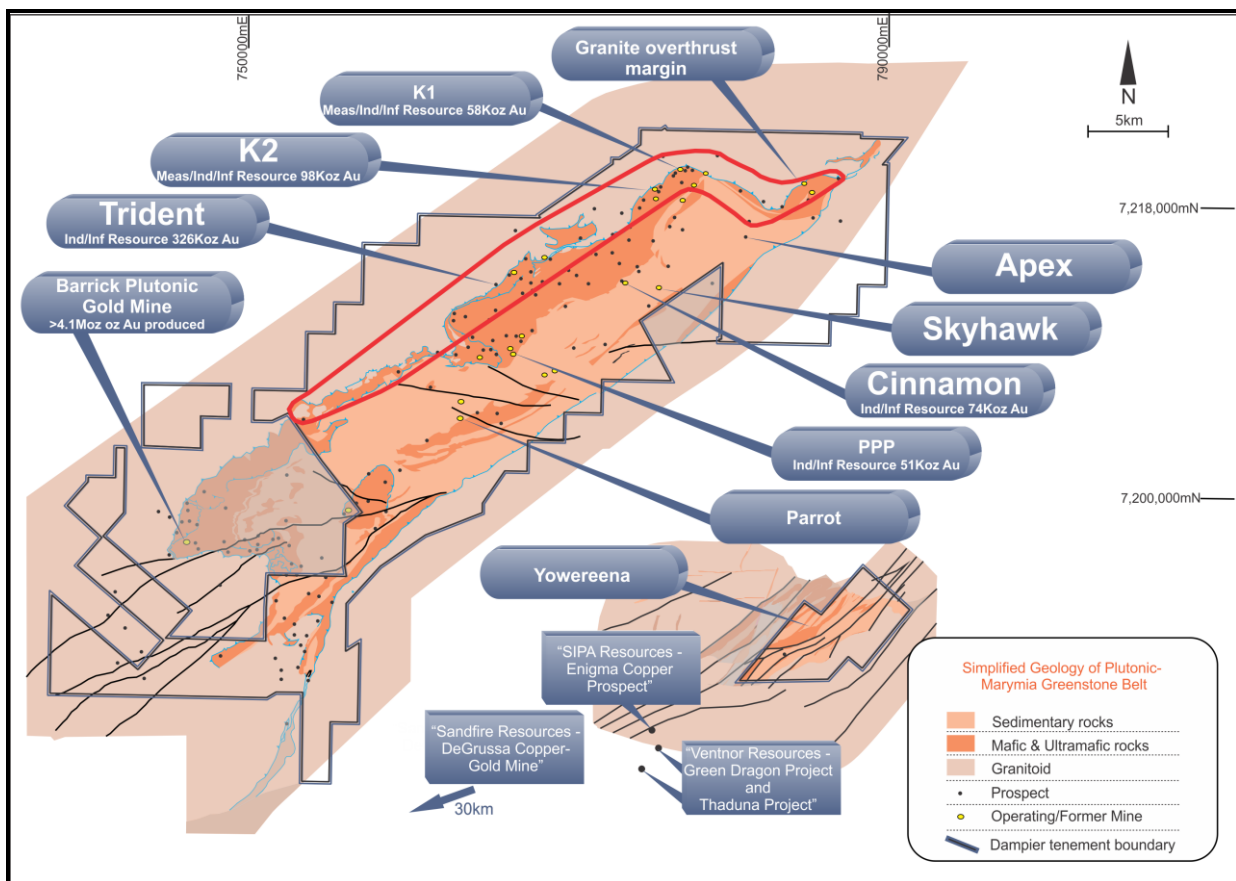 750000mE
790000mE
Granite overthrust
margin
N
5km
K1
Meas/Ind/Inf Resource 58Koz Au
K2
Meas/Ind/Inf Resource 98Koz Au
Trident
Ind/Inf Resource 326Koz Au
7,218,000mN
Barrick Plutonic
Gold Mine
>4.1Moz oz Au produced
Apex
Skyhawk
Cinnamon
Ind/Inf Resource 74Koz Au
PPP
Ind/Inf Resource 51Koz Au
7,200,000mN
Parrot
Yowereena
"SIPA Resources -
Enigma Copper
Prospect"
"Sandfire Resources -
DeGrussa Copper-
Gold Mine"
30km
"Ventnor Resources -
Green Dragon Project
and
Thaduna Project"
Simplified Geology of Plutonic-
Marymia Greenstone Belt
Sedimentary rocks
Mafic & Ultramafic rocks
Granitoid
Prospect
Operating/Former Mine
Dampier tenement boundary